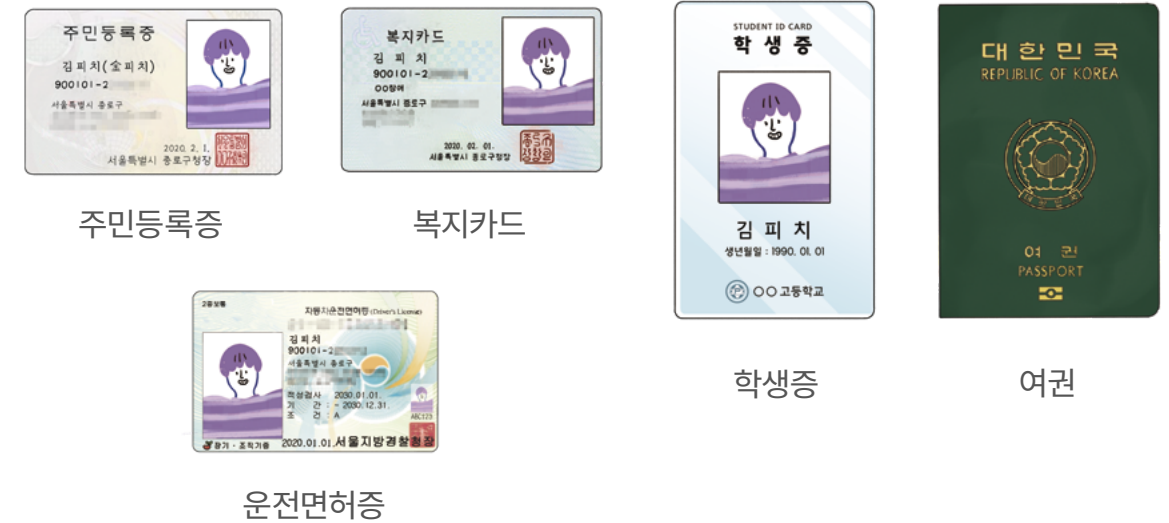 주민등록증
김 피 치(金피치)
900101-2
서울특별시 종로구
2020. 2. 1.
서울특별시 종로구청장
주민등록증
복지카드
김 피 치
900101-2
OO장애
서울특별시 종로구
2020. 02. 01.
서울특별시 종로구청장
복지카드
STUDENT ID CARD
학 생 증
김 피 치
생년월일 : 1990. 01. 01
OO고등학교
학생증
대 한 민 국
REPUBLIC OF KOREA
대한민국
여 권
PASSPORT
여권
2종보통
자동차운전면허증 (Driver's License)
김 피 치
900101-2
서울특별시 종로구
적성검사 2030.01.01.
기 간 : ~ 2030.12.31.
조 건 : A
ABC123
장기 · 조직기증
2020.01.01.서울지방경찰청장
운전면허증